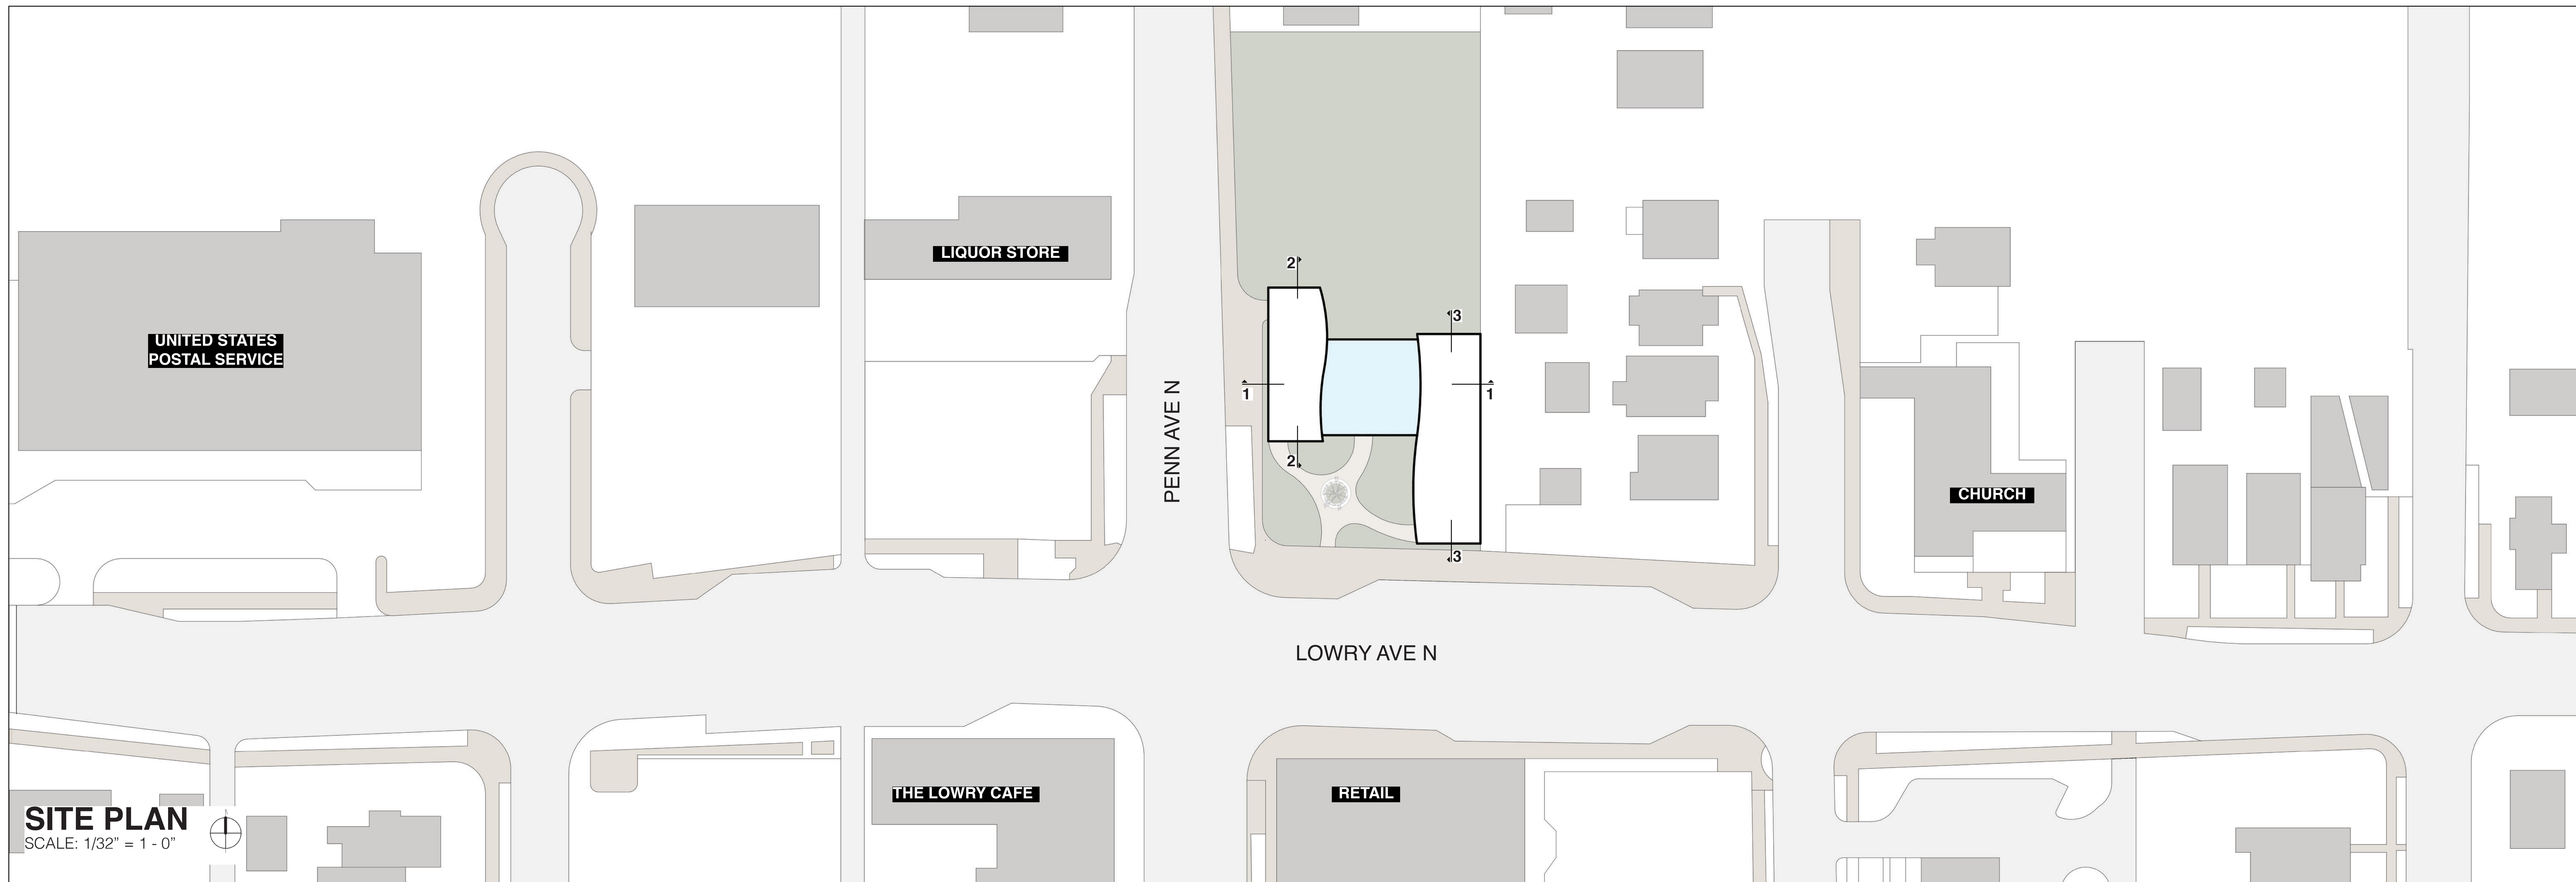 LIQUOR STORE
2
3
UNITED STATES
POSTAL SERVICE
1
1
PENN AVE N
2
CHURCH
3
LOWRY AVE N
THE LOWRY CAFE
RETAIL
SITE PLAN
SCALE: 1/32” = 1 - 0”